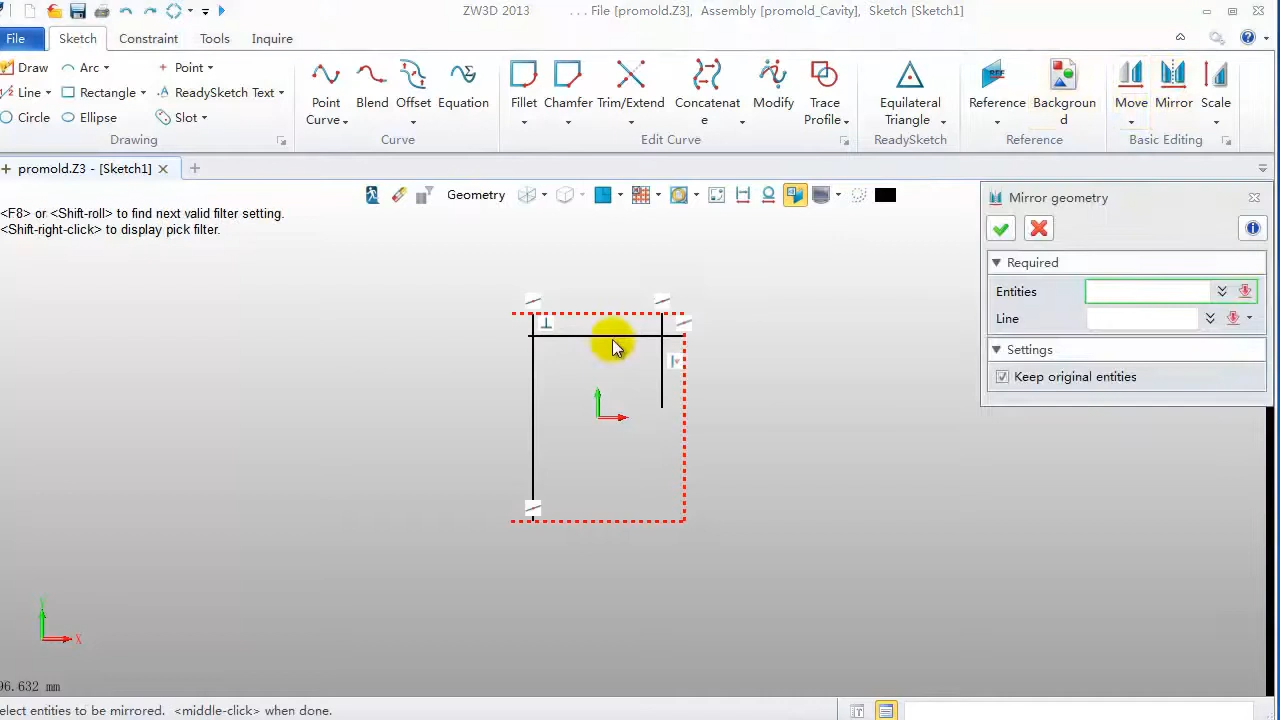 ZW3D 2013 . . . File [promold.Z3], Assembly [promold_Cavity], Sketch [Sketch1]
File Sketch Constraint Tools Inquire
Draw Arc Point
Line Rectangle ReadySketch Text
Circle Ellipse Slot
Drawing
Point Curve
Blend
Offset
Equation
Curve
Fillet
Chamfer
Trim/Extend
Concatenat
e
Modify
Trace
Profile
Edit Curve
Equilateral
Triangle
ReadySketch
REF
Reference
Backgroun
d
Reference
Move
Mirror
Scale
Basic Editing
promold.Z3 - [Sketch1]
<F8> or <Shift-roll> to find next valid filter setting.
<Shift-right-click> to display pick filter.
Geometry
Mirror geometry
Required
Entities
Line
Settings
Keep original entities
Y
X
96.632 mm
elect entities to be mirrored. <middle-click> when done.